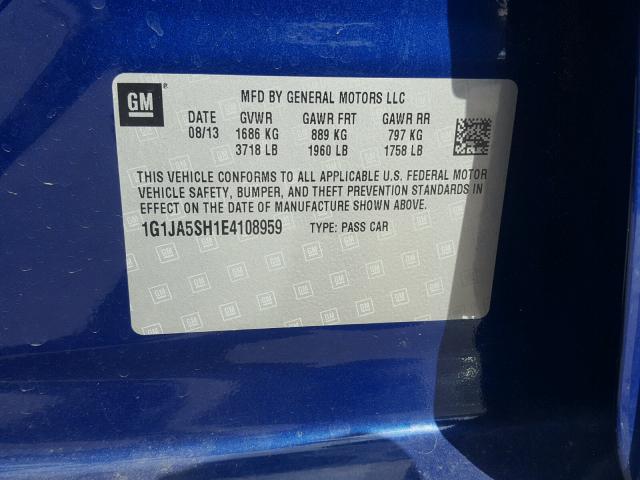 GM ®
MFD BY GENERAL MOTORS LLC
DATE GVWR GAWR FRT GAWR RR
08/13 1686 KG 889 KG 797 KG
3718 LB 1960 LB 1758 LB
THIS VEHICLE CONFORMS TO ALL APPLICABLE U.S. FEDERAL MOTOR
VEHICLE SAFETY, BUMPER, AND THEFT PREVENTION STANDARDS IN
EFFECT ON THE DATE OF MANUFACTURE SHOWN ABOVE.
1G1JA5SH1E4108959 TYPE: PASS CAR